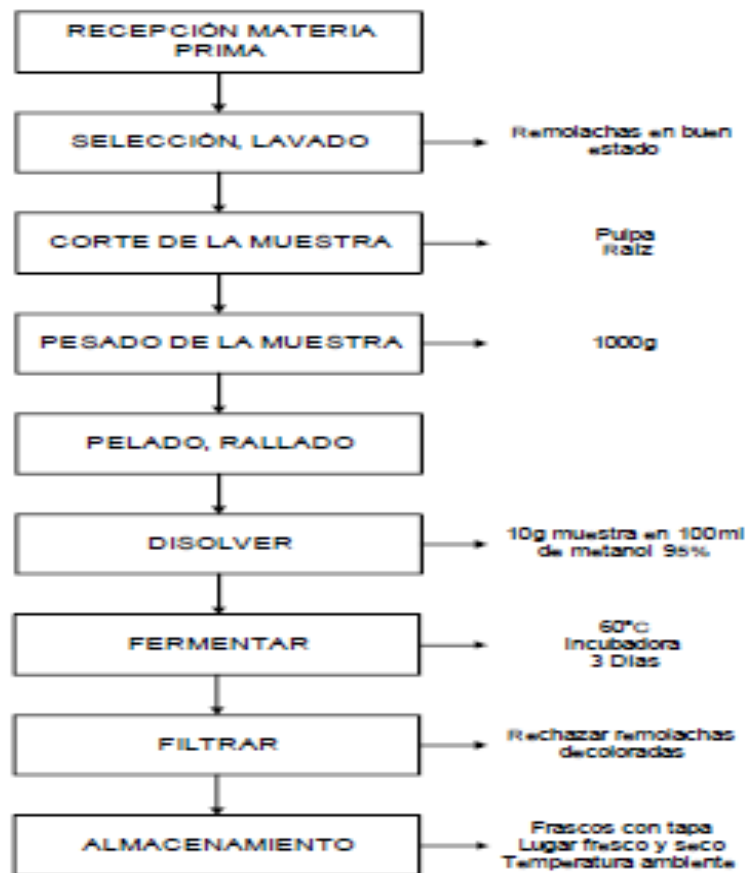 RECEPCIÓN MATERIA
PRIMA
SELECCIÓN, LAVADO
Remolachas en buen
estado
CORTE DE LA MUESTRA
Pulpa
Raíz
PESADO DE LA MUESTRA
1000g
PELADO, RALLADO
DISOLVER
10g muestra en 100ml
de metanol 95%
FERMENTAR
60°C
Incubadora
3 Días
FILTRAR
Rechazar remolachas
decoloradas
ALMACENAMIENTO
Frascos con tapa
Lugar fresco y seco
Temperatura ambiente